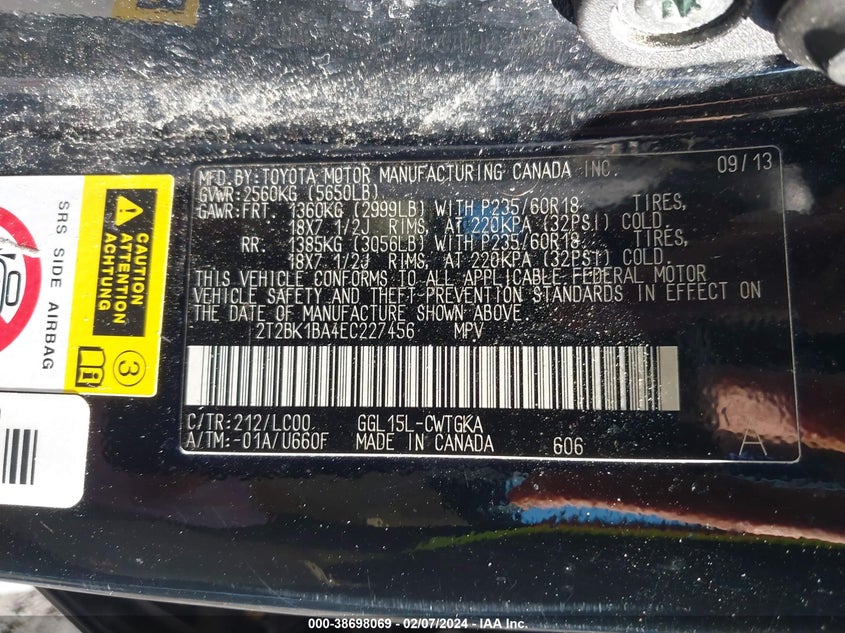 MFD.BY:TOYOTA MOTOR MANUFACTURING CANADA INC. 09/13
GVWR:2560KG (5650LB)
GAWR:FRT. 1360KG (2999LB) WITH P235/60R18 TIRES,
18X7 1/2J RIMS, AT 220KPA (32PSI) COLD.
RR. 1385KG (3056LB) WITH P235/60R18 TIRES,
18X7 1/2J RIMS, AT 220KPA (32PSI) COLD.
THIS VEHICLE CONFORMS TO ALL APPLICABLE FEDERAL MOTOR
VEHICLE SAFETY AND THEFT-PREVENTION STANDARDS IN EFFECT ON
THE DATE OF MANUFACTURE SHOWN ABOVE.
2T2BK1BA4EC227456 MPV
C/TR:212/LC00 GGL15L-CWTGKA
A/TM:-01A/U660F MADE IN CANADA 606 A
SRS SIDE AIRBAG
CAUTION
ATTENTION
ACHTUNG
3
000-38698069 - 02/07/2024 - IAA Inc.